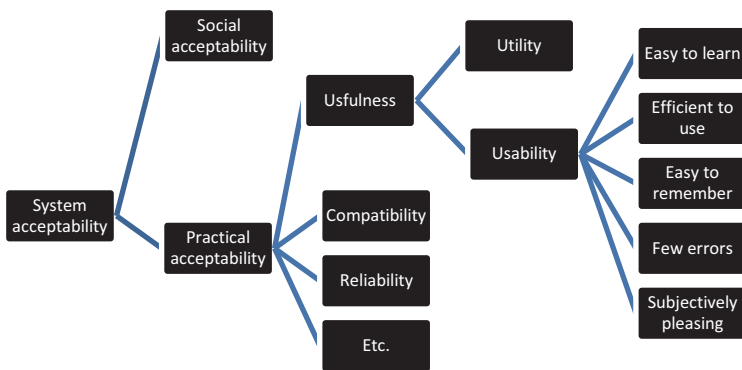 Social
acceptability
Utility
Easy to learn
Usfulness
Efficient to
use
Usability
Easy to
remember
System
acceptability
Compatibility
Practical
acceptability
Few errors
Reliability
Subjectively
pleasing
Etc.